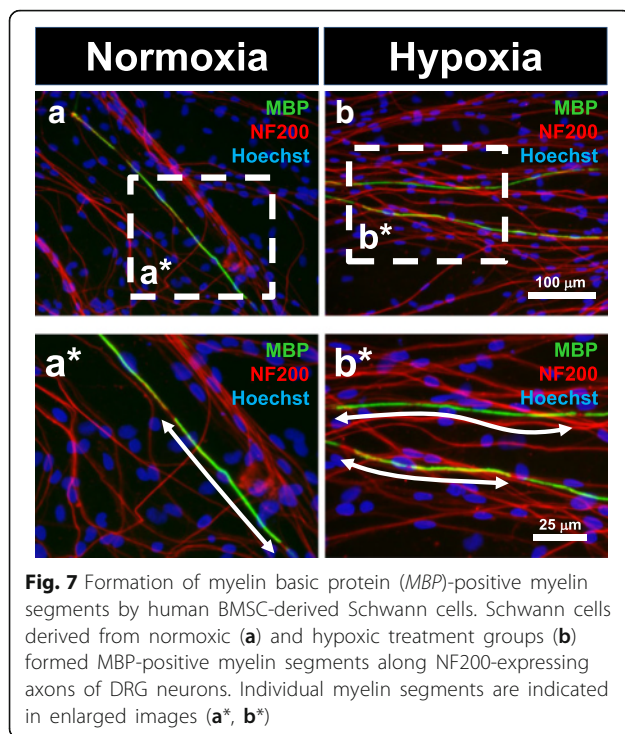 Normoxia
Hypoxia
a
MBP
NF200
Hoechst
a*
b
MBP
NF200
Hoechst
b*
100 μm
a*
MBP
NF200
Hoechst
b*
MBP
NF200
Hoechst
25 μm
Fig. 7 Formation of myelin basic protein (MBP)-positive myelin
segments by human BMSC-derived Schwann cells. Schwann cells
derived from normoxic (a) and hypoxic treatment groups (b)
formed MBP-positive myelin segments along NF200-expressing
axons of DRG neurons. Individual myelin segments are indicated
in enlarged images (a*, b*)